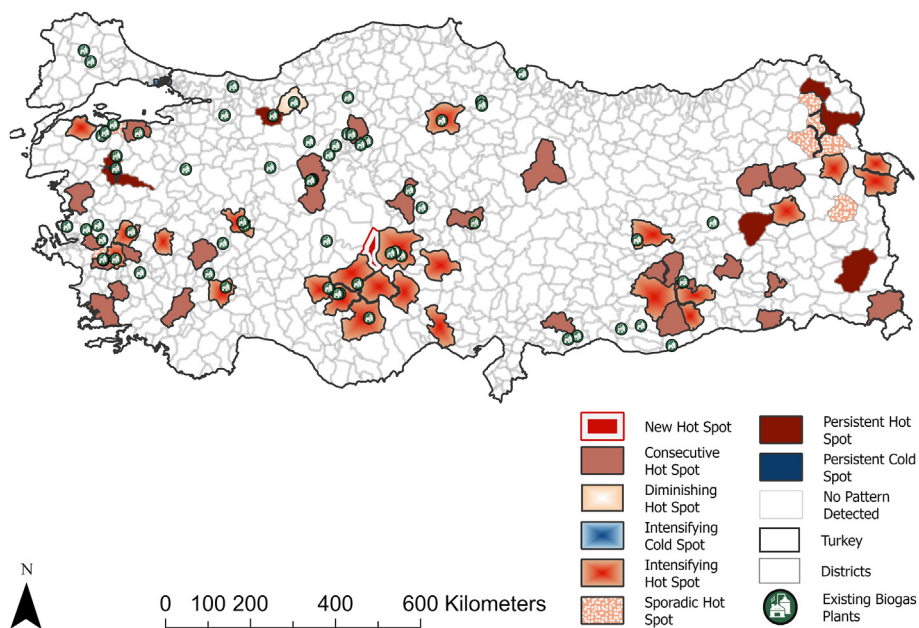 New Hot Spot
Consecutive
Hot Spot
Diminishing
Hot Spot
Intensifying
Cold Spot
Intensifying
Hot Spot
Sporadic Hot
Spot
Persistent Hot
Spot
Persistent Cold
Spot
No Pattern
Detected
Turkey
Districts
Existing Biogas
Plants
N
0 100 200 400 600 Kilometers